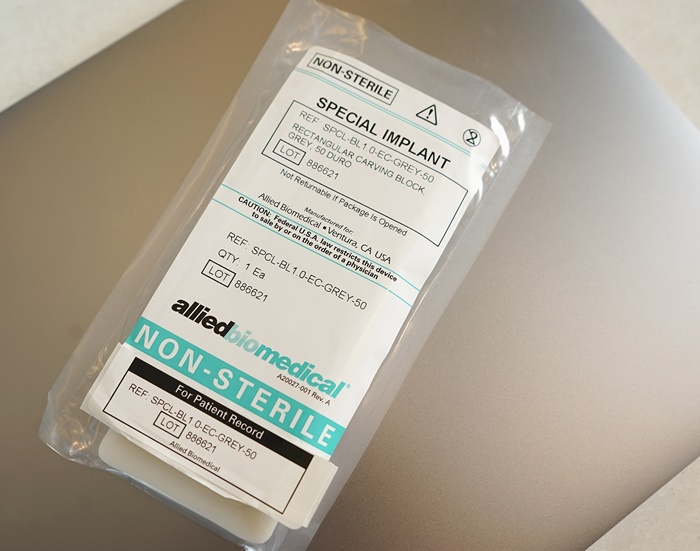 NON-STERILE
SPECIAL IMPLANT
REF: SPCL-BL1.0-EC-GREY-50
RECTANGULAR CARVING BLOCK
GREY, 50 DURO
LOT 886621
Not Returnable If Package Is Opened
Manufactured for:
Allied Biomedical • Ventura, CA USA
CAUTION: Federal U.S.A. law restricts this device
to sale by or on the order of a physician
REF: SPCL-BL1.0-EC-GREY-50
QTY: 1 Ea
LOT 886621
alliedbiomedical®
A20027-001 Rev. A
NON-STERILE
For Patient Record
REF: SPCL-BL1.0-EC-GREY-50
LOT 886621
Allied Biomedical